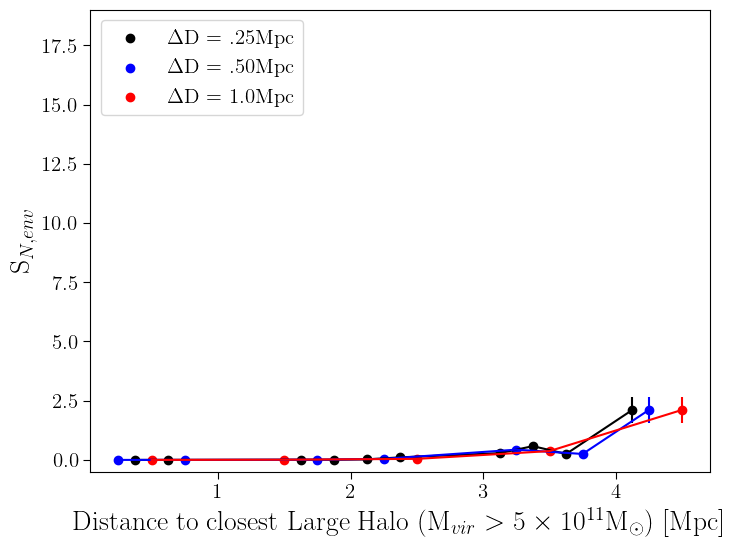 ΔD = .25Mpc
ΔD = .50Mpc
ΔD = 1.0Mpc
17.5
15.0
12.5
10.0
7.5
5.0
2.5
0.0
S_{N,env}
1 2 3 4
Distance to closest Large Halo (M_{vir} > 5 × 10^{11}M_⊙) [Mpc]